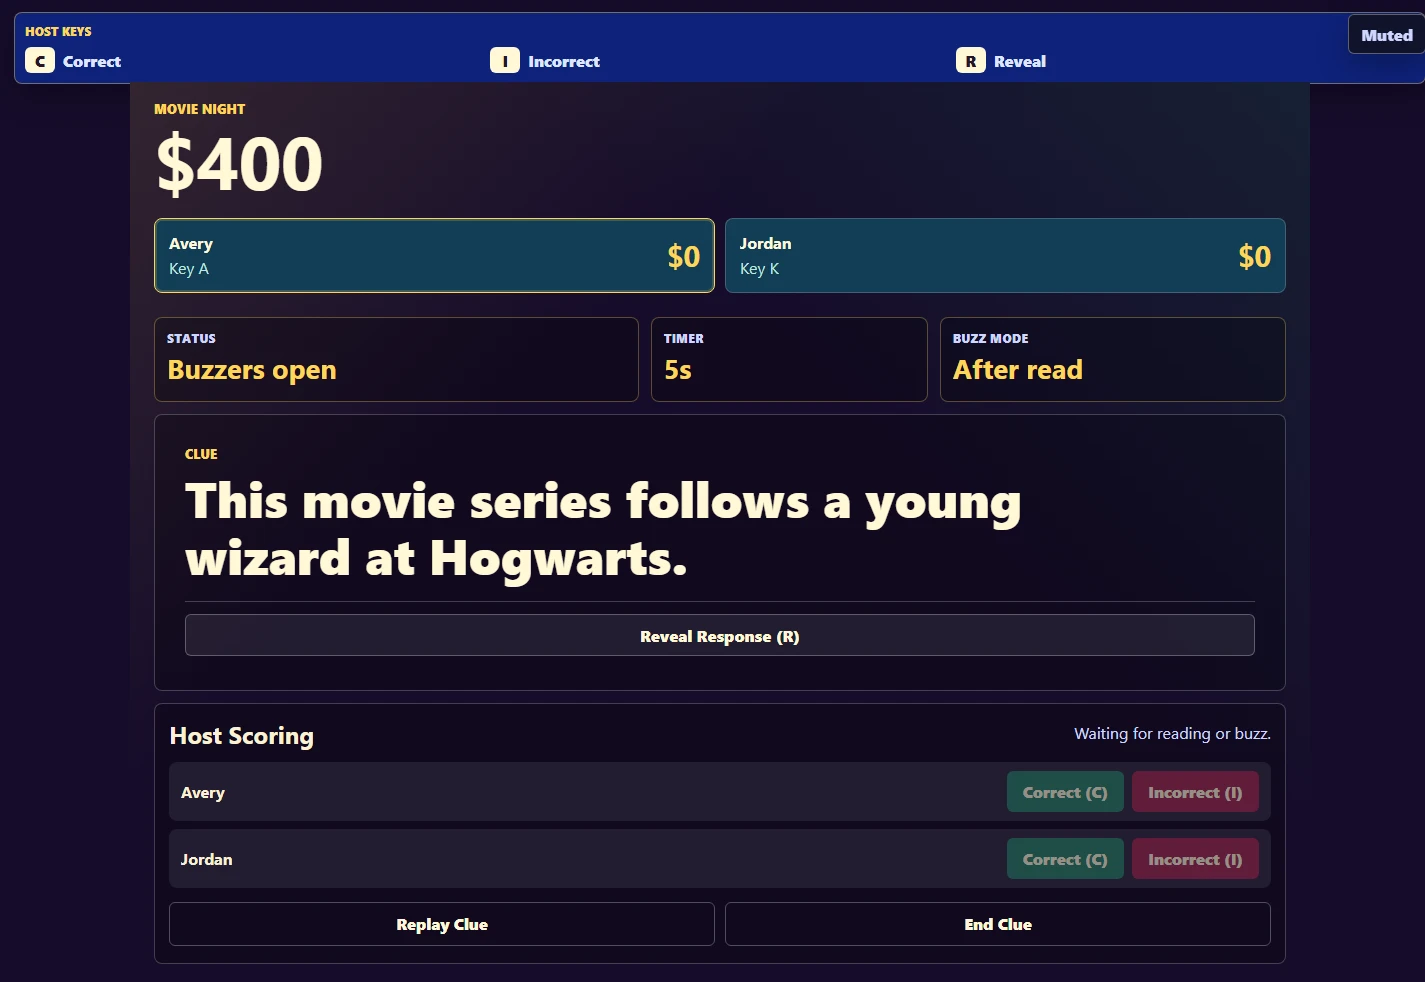 HOST KEYS
C Correct
I Incorrect
R Reveal
Muted
MOVIE NIGHT
$400
Avery
Key A
$0
Jordan
Key K
$0
STATUS
Buzzers open
TIMER
5s
BUZZ MODE
After read
CLUE
This movie series follows a young
wizard at Hogwarts.
Reveal Response (R)
Host Scoring
Waiting for reading or buzz.
Avery
Correct (C)
Incorrect (I)
Jordan
Correct (C)
Incorrect (I)
Replay Clue
End Clue